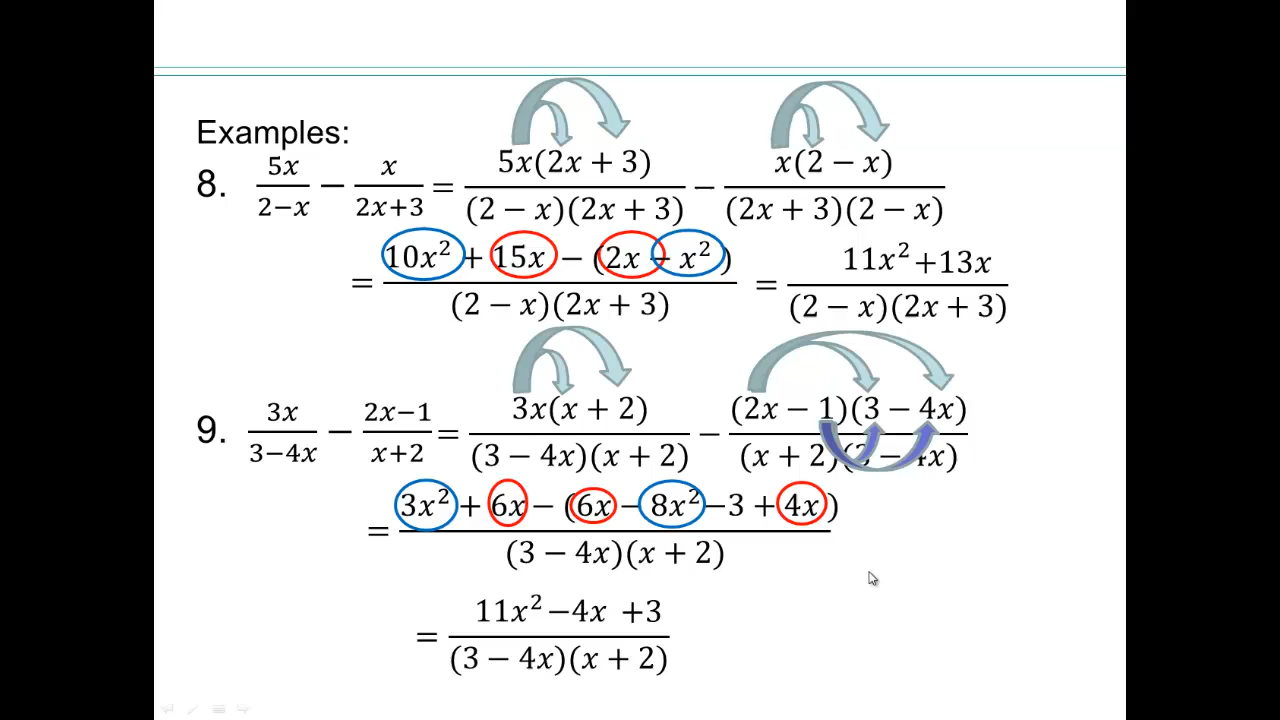 Examples:
8. 5x/(2−x) − x/(2x+3) = 5x(2x + 3)/((2 − x)(2x + 3)) − x(2 − x)/((2x + 3)(2 − x))
= (10x² + 15x − (2x − x²))/((2 − x)(2x + 3)) = (11x²+13x)/((2 − x)(2x + 3))
9. 3x/(3−4x) − (2x−1)/(x+2) = 3x(x + 2)/((3 − 4x)(x + 2)) − (2x − 1)(3 − 4x)/((x + 2)(3 − 4x))
= (3x² + 6x − (6x − 8x² −3 + 4x))/((3 − 4x)(x + 2))
= (11x² −4x +3)/((3 − 4x)(x + 2))